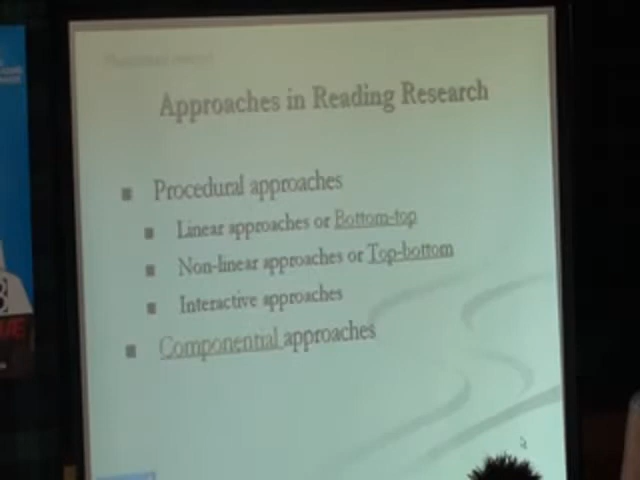 Approaches in Reading Research
Procedural approaches
Linear approaches or Bottom-top
Non-linear approaches or Top-bottom
Interactive approaches
Componential approaches